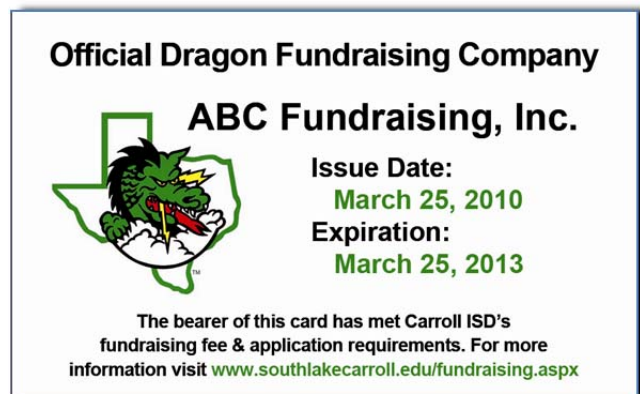 Official Dragon Fundraising Company
ABC Fundraising, Inc.
Issue Date:
March 25, 2010
Expiration:
March 25, 2013
TM
The bearer of this card has met Carroll ISD's
fundraising fee & application requirements. For more
information visit www.southlakecarroll.edu/fundraising.aspx